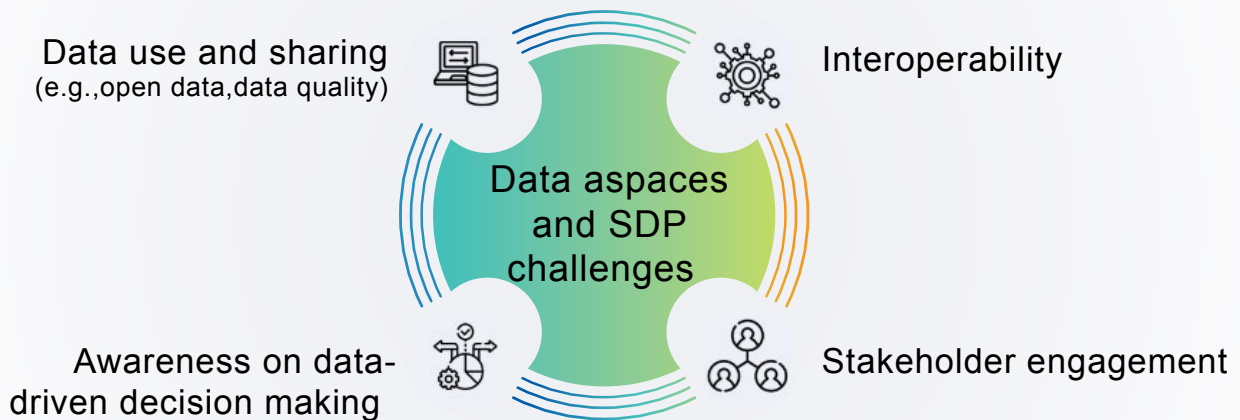 Data use and sharing
(e.g.,open data,data quality)
Interoperability
Data aspaces
and SDP
challenges
Awareness on data-
driven decision making
Stakeholder engagement